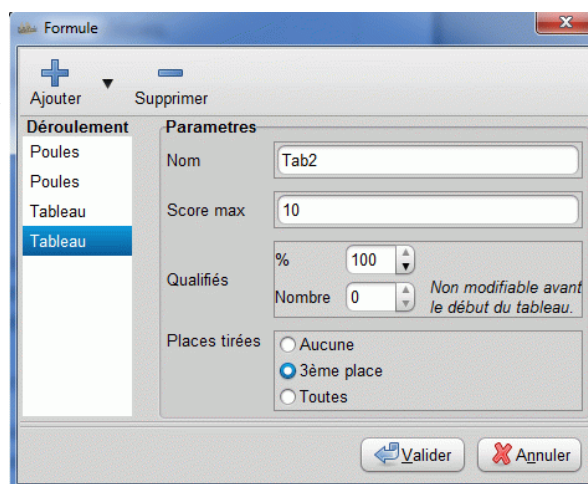 Formule
Ajouter Supprimer
Déroulement
Poules
Poules
Tableau
Tableau
Parametres
Nom Tab2
Score max 10
Qualifiés
% 100
Nombre 0
Non modifiable avant
le début du tableau.
Places tirées
Aucune
3ème place
Toutes
Valider Annuler